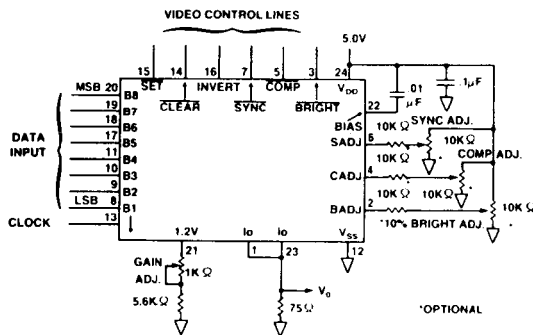 VIDEO CONTROL LINES
5.0V
15 14 16 7 5 3 24
SET INVERT COMP VDD
CLEAR SYNC BRIGHT
.01 µF
.1µF
MSB 20 B8
19 B7
18 B6
17 B5
11 B4
10 B3
9 B2
LSB 8 B1
DATA INPUT
CLOCK 13
22
BIAS
SADJ 6
10K Ω
SYNC ADJ.
10K Ω
CADJ 4
10K Ω
COMP ADJ.
10K Ω
BADJ 2
10K Ω
*10% BRIGHT ADJ.
1.2V Io Io VSS
21 1 23 12
GAIN ADJ.
1K Ω
5.6K Ω
Vo
75 Ω
*OPTIONAL